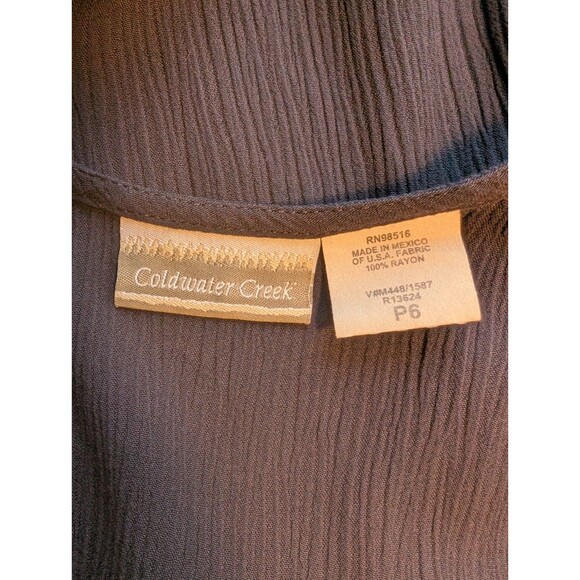 Coldwater Creek
RN98516
MADE IN MEXICO
OF U.S.A. FABRIC
100% RAYON
V#M448/1587
R13624
P6